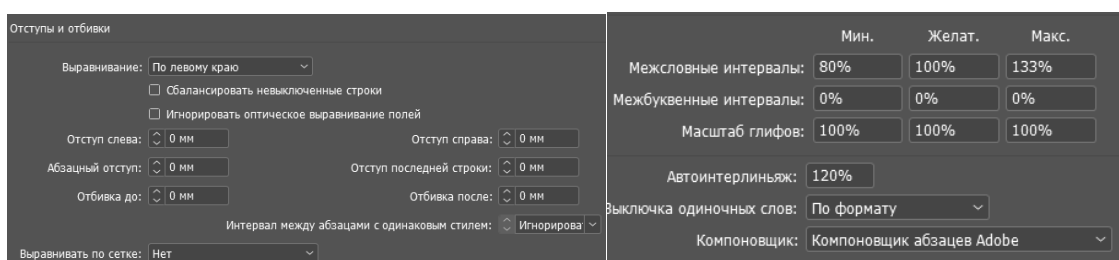 Отступы и отбивки
Выравнивание: По левому краю
Сбалансировать невыключенные строки
Игнорировать оптическое выравнивание полей
Отступ слева: 0 мм Отступ справа: 0 мм
Абзацный отступ: 0 мм Отступ последней строки: 0 мм
Отбивка до: 0 мм Отбивка после: 0 мм
Интервал между абзацами с одинаковым стилем: Игнорирова
Выравнивать по сетке: Нет
Мин. Желат. Макс.
Межсловные интервалы: 80% 100% 133%
Межбуквенные интервалы: 0% 0% 0%
Масштаб глифов: 100% 100% 100%
Автоинтерлиньяж: 120%
Выключка одиночных слов: По формату
Компоновщик: Компоновщик абзацев Adobe